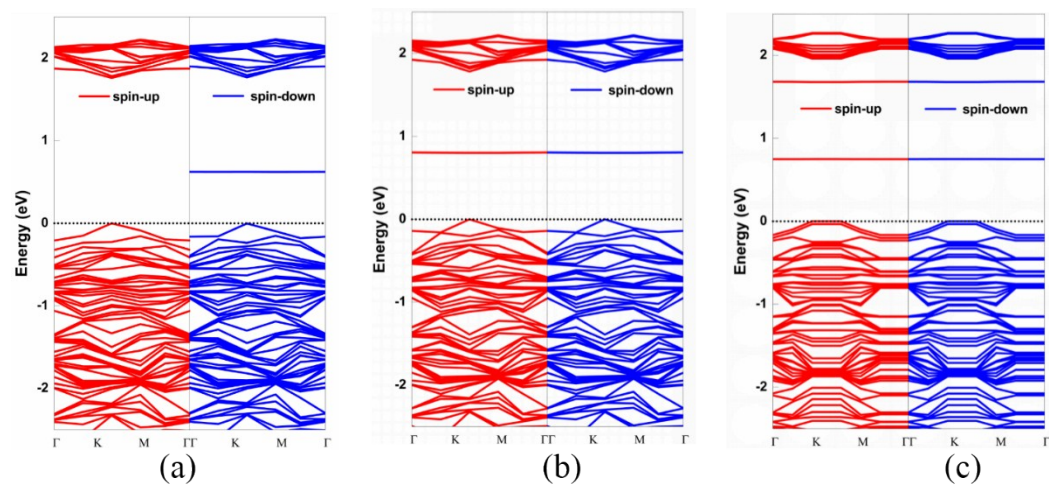 2
1
0
-1
-2
Energy (eV)
spin-up
spin-down
Γ K M ΓΓ K M Γ
(a)
2
1
0
-1
-2
Energy (eV)
spin-up
spin-down
Γ K M ΓΓ K M Γ
(b)
2
1
0
-1
-2
Energy (eV)
spin-up
spin-down
Γ K M ΓΓ K M Γ
(c)